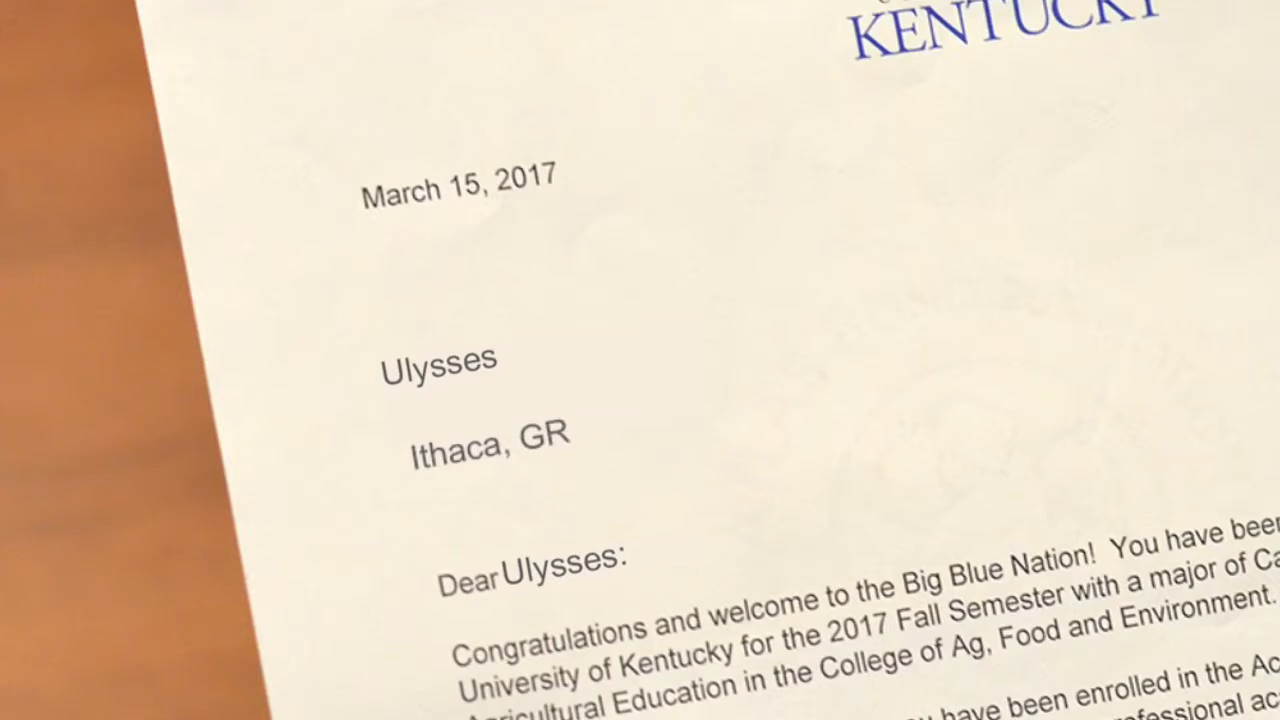 KENTUCKY
March 15, 2017
Ulysses
Ithaca, GR
Dear Ulysses:
Congratulations and welcome to the Big Blue Nation! You have been
University of Kentucky for the 2017 Fall Semester with a major of
Agricultural Education in the College of Ag, Food and Environment.
have been enrolled in the